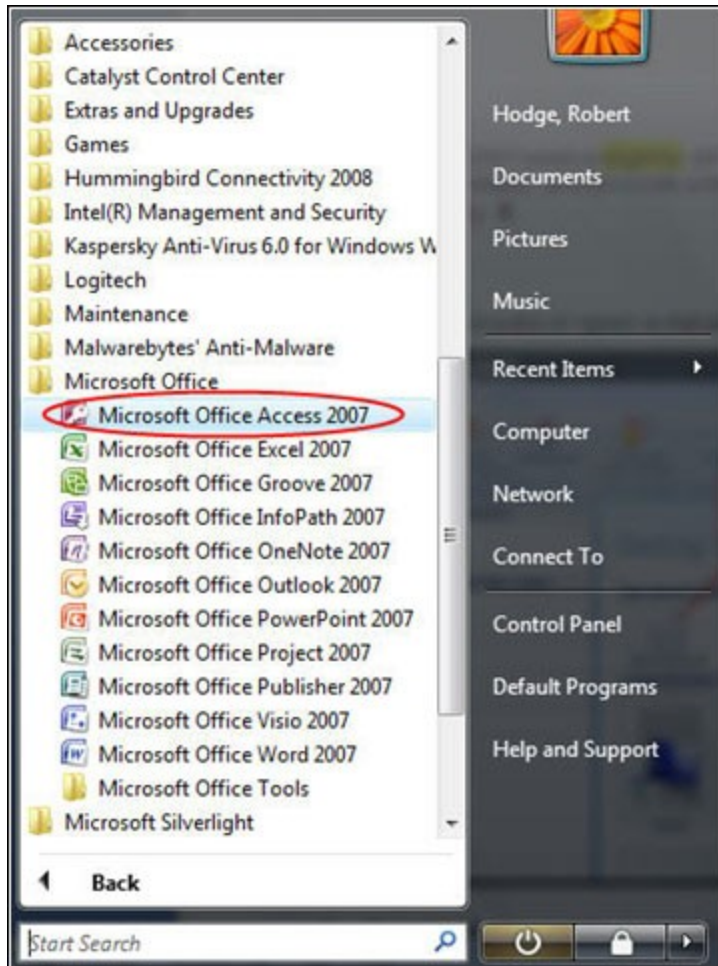 Accessories
Catalyst Control Center
Extras and Upgrades
Games
Hummingbird Connectivity 2008
Intel(R) Management and Security
Kaspersky Anti-Virus 6.0 for Windows W
Logitech
Maintenance
Malwarebytes' Anti-Malware
Microsoft Office
Microsoft Office Access 2007
Microsoft Office Excel 2007
Microsoft Office Groove 2007
Microsoft Office InfoPath 2007
Microsoft Office OneNote 2007
Microsoft Office Outlook 2007
Microsoft Office PowerPoint 2007
Microsoft Office Project 2007
Microsoft Office Publisher 2007
Microsoft Office Visio 2007
Microsoft Office Word 2007
Microsoft Office Tools
Microsoft Silverlight
Back
Start Search
Hodge, Robert
Documents
Pictures
Music
Recent Items
Computer
Network
Connect To
Control Panel
Default Programs
Help and Support